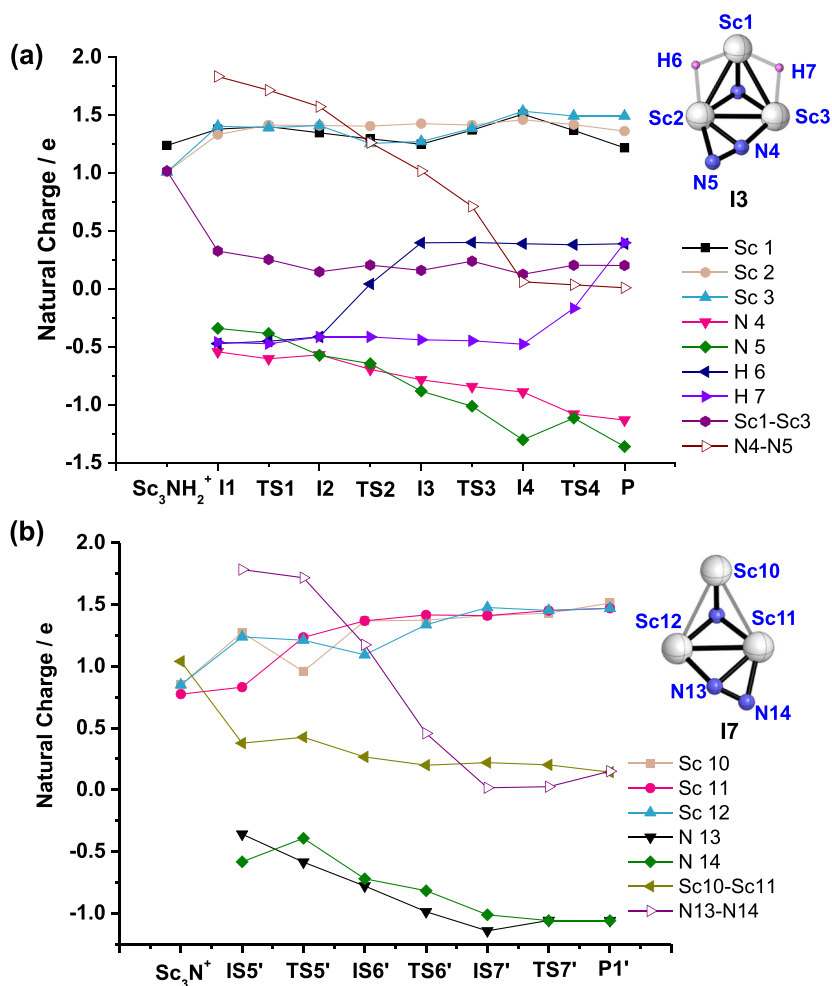 (a)
Natural Charge / e
2.0
1.5
1.0
0.5
0.0
-0.5
-1.0
-1.5
Sc₃NH₂⁺ I1 TS1 I2 TS2 I3 TS3 I4 TS4 P
Sc1
H6
H7
Sc2
Sc3
N4
N5
I3
Sc 1
Sc 2
Sc 3
N 4
N 5
H 6
H 7
Sc1-Sc3
N4-N5
(b)
Natural Charge / e
2.0
1.5
1.0
0.5
0.0
-0.5
-1.0
Sc₃N⁺ IS5' TS5' IS6' TS6' IS7' TS7' P1'
Sc10
Sc12
Sc11
N13
N14
I7
Sc 10
Sc 11
Sc 12
N 13
N 14
Sc10-Sc11
N13-N14